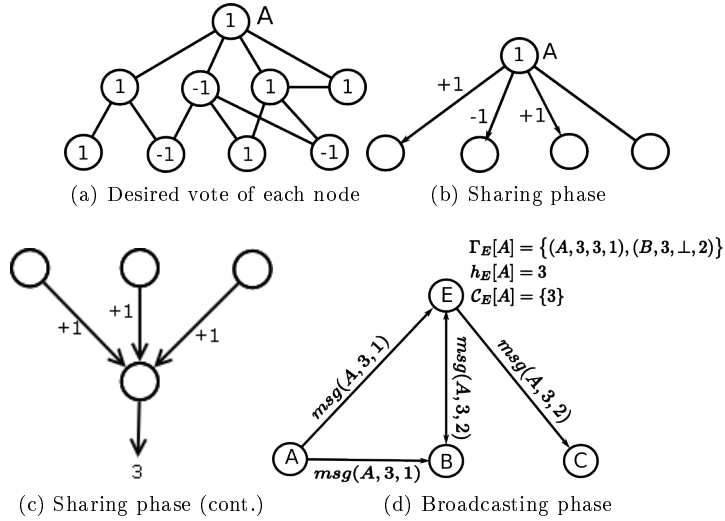 1 A
1 -1 1 1
1 -1 1 -1
(a) Desired vote of each node
1 A
+1 -1 +1
(b) Sharing phase
+1 +1 +1
3
(c) Sharing phase (cont.)
Γ_E[A] = {(A, 3, 3, 1), (B, 3, ⊥, 2)}
h_E[A] = 3
𝒞_E[A] = {3}
E
msg(A, 3, 1)
msg(A, 3, 2)
msg(A, 3, 2)
A B C
msg(A, 3, 1)
(d) Broadcasting phase